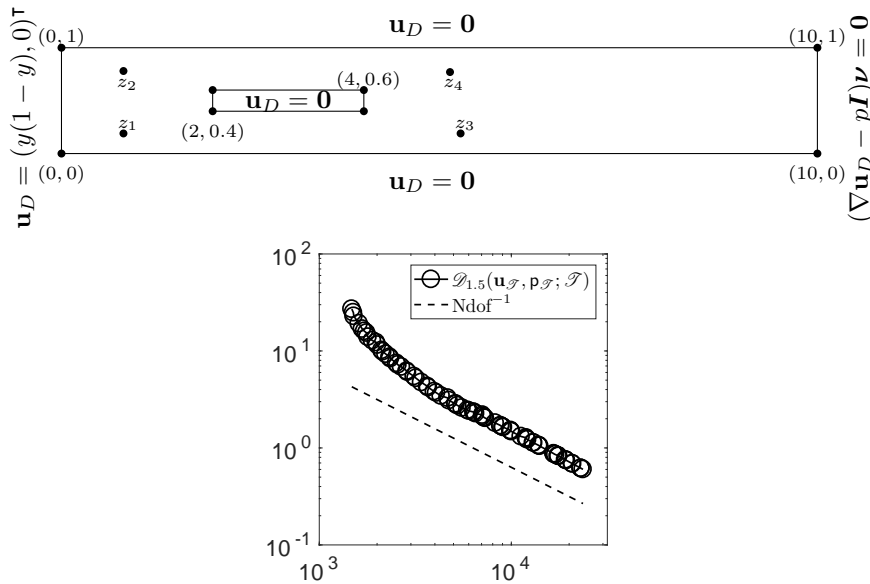 𝐮_D = 𝟎
(0, 1)
(10, 1)
𝐮_D = (y(1 − y), 0)^⊺
z_2
(4, 0.6)
z_4
𝐮_D = 𝟎
z_1
(2, 0.4)
z_3
(0, 0)
(10, 0)
𝐮_D = 𝟎
(∇𝐮_D − p𝑰)𝝂 = 𝟎
10^2
10^1
10^0
10^-1
𝒟_{1.5}(𝐮_𝒯, p_𝒯; 𝒯)
Ndof^{−1}
10^3
10^4